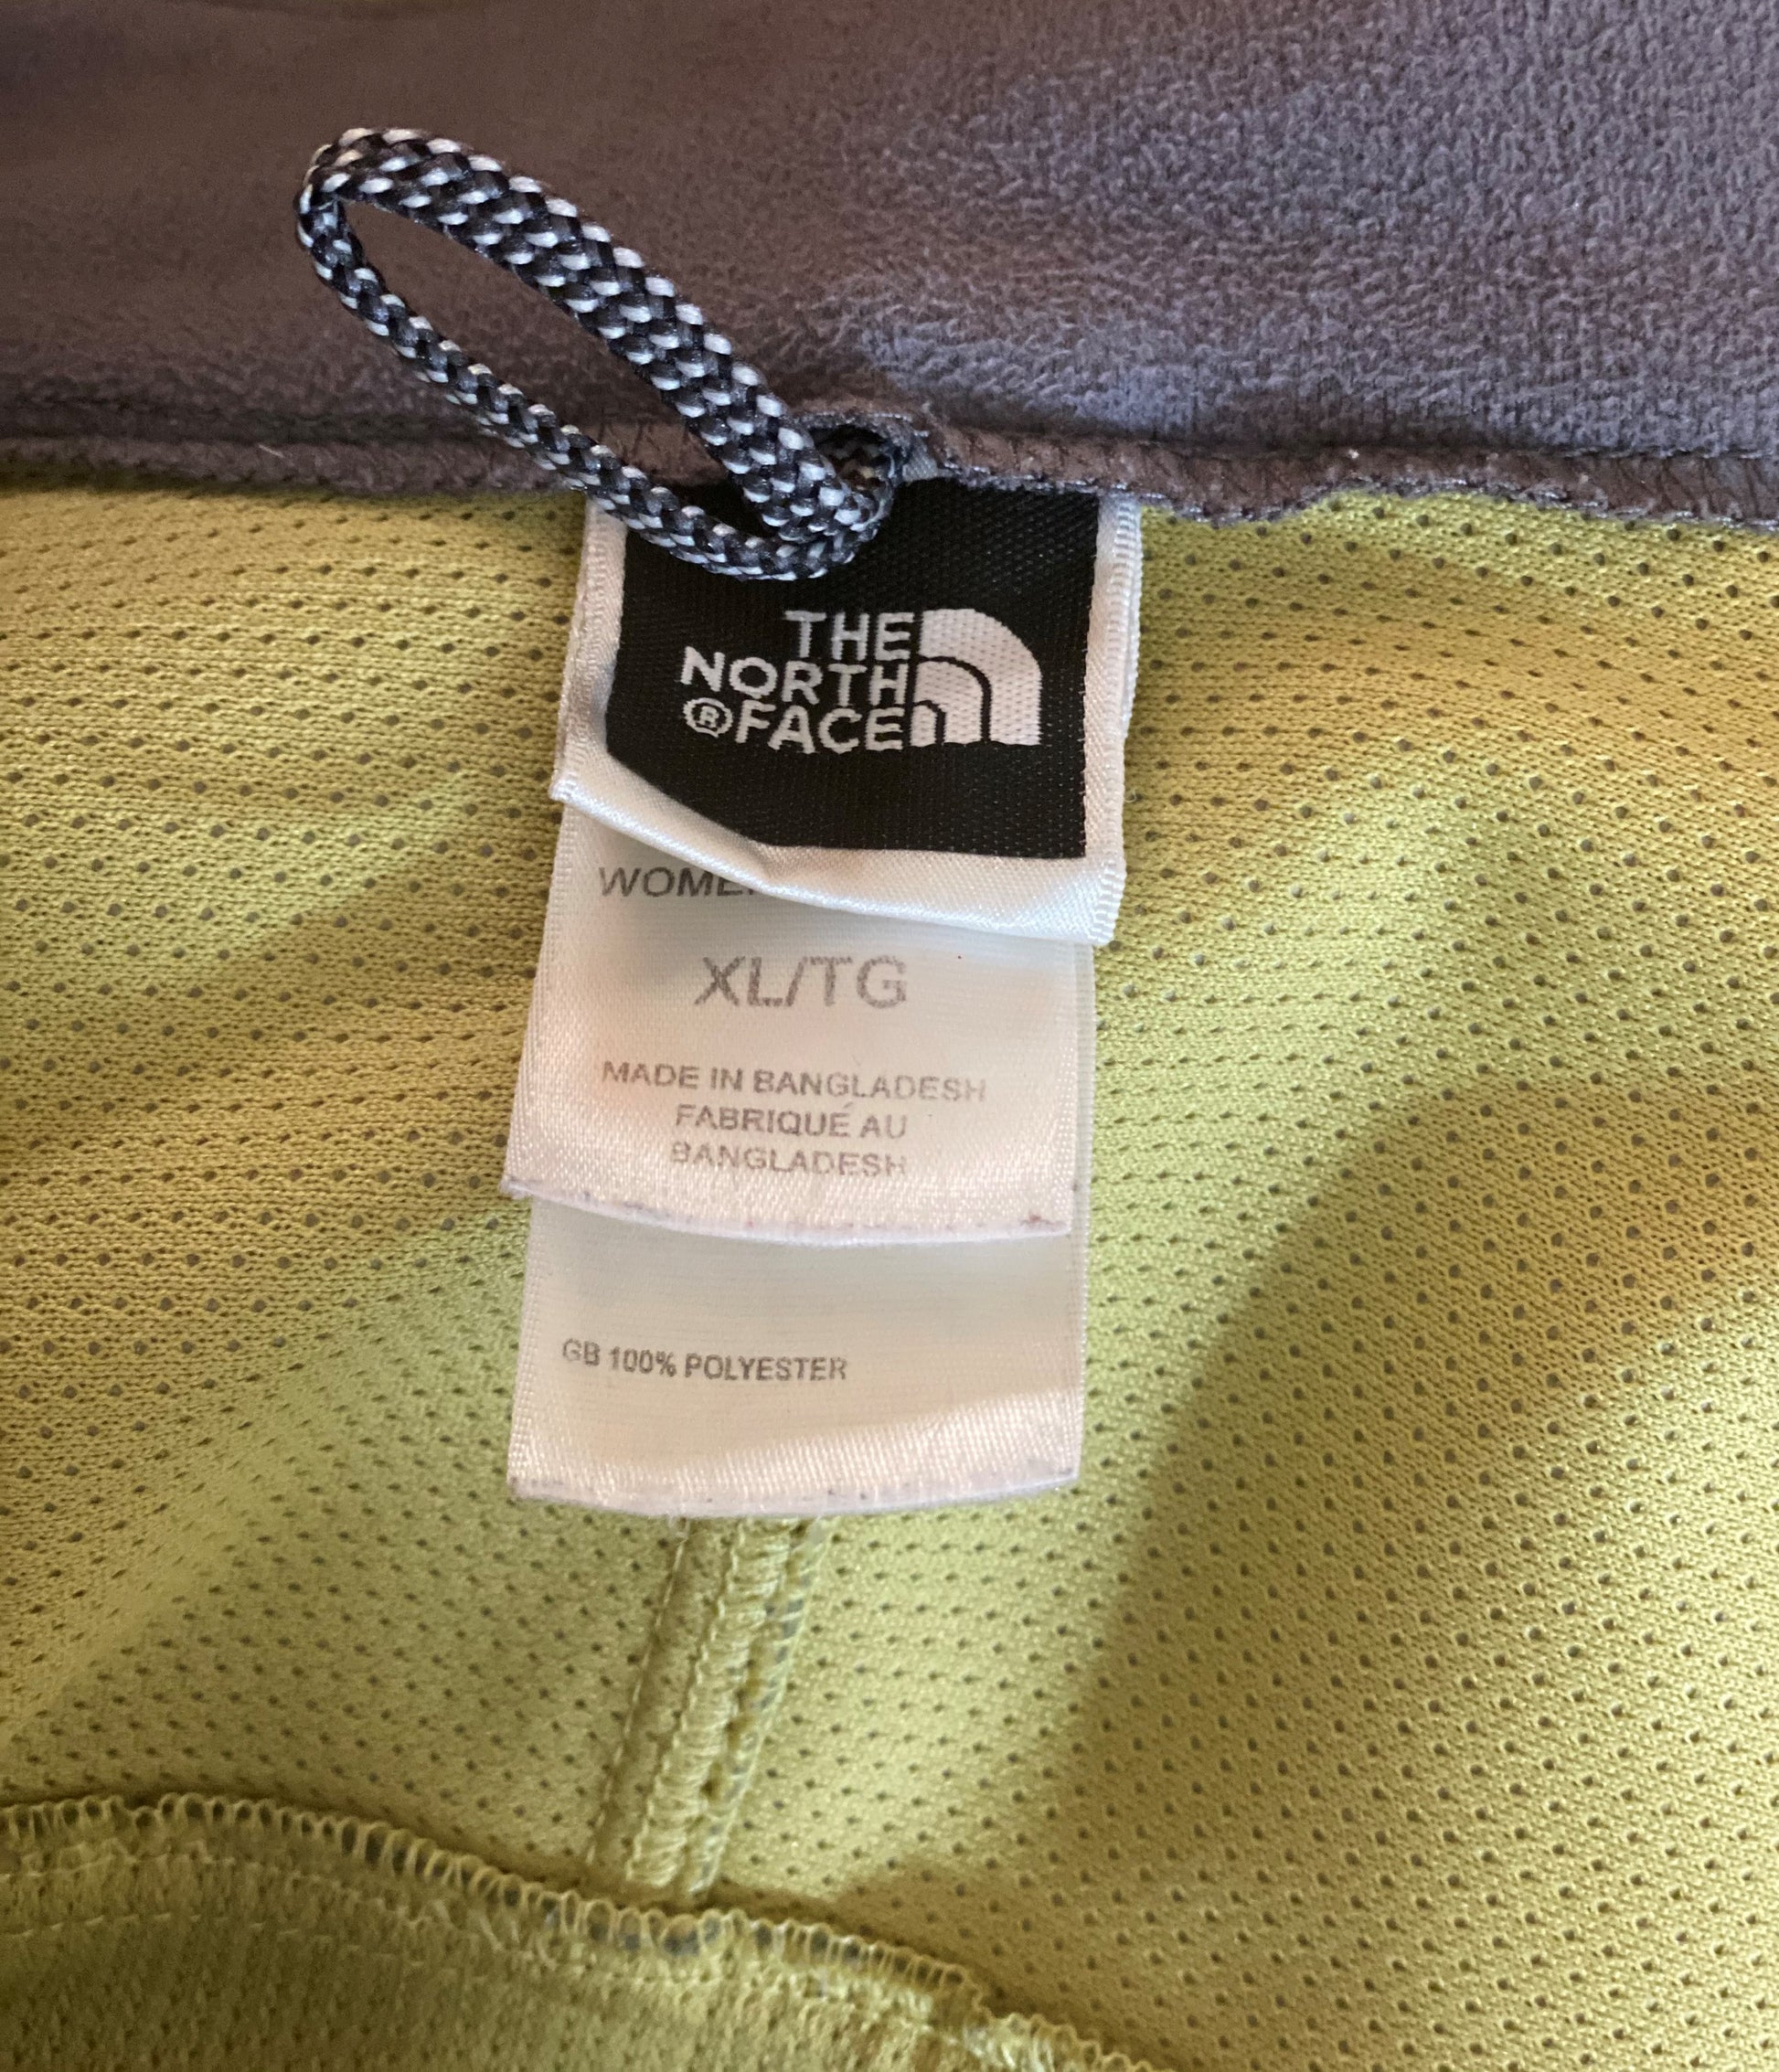 THE
NORTH
®FACE
XL/TG
MADE IN BANGLADESH
FABRIQUÉ AU
BANGLADESH
GB 100% POLYESTER